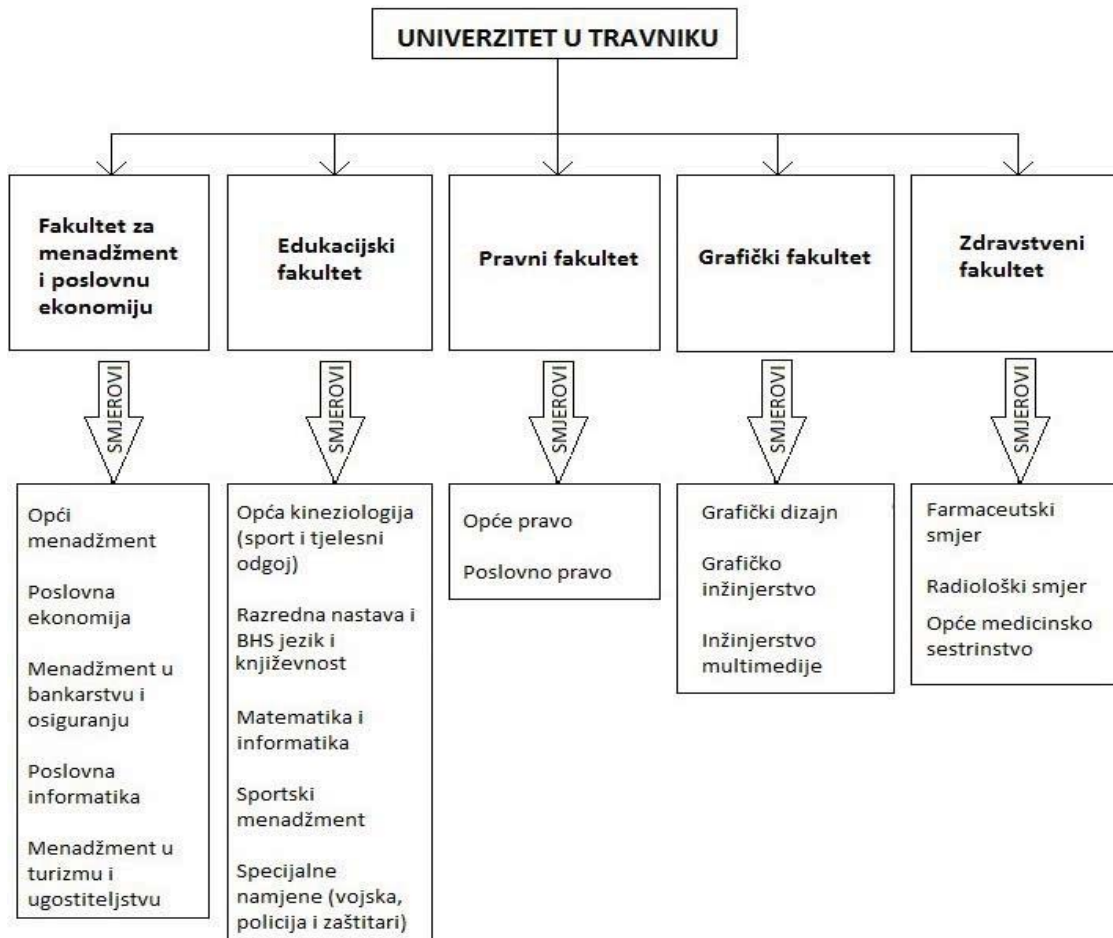 UNIVERZITET U TRAVNIKU
Fakultet za
menadžment
i poslovnu
ekonomiju
Edukacijski
fakultet
Pravni fakultet
Grafički fakultet
Zdravstveni
fakultet
SMJEROVI
SMJEROVI
SMJEROVI
SMJEROVI
SMJEROVI
Opći
menadžment
Poslovna
ekonomija
Menadžment u
bankarstvu i
osiguranju
Poslovna
informatika
Menadžment u
turizmu i
ugostiteljstvu
Opća kineziologija
(sport i tjelesni
odgoj)
Razredna nastava i
BHS jezik i
književnost
Matematika i
informatika
Sportski
menadžment
Specijalne
namjene (vojska,
policija i zaštitari)
Opće pravo
Poslovno pravo
Grafički dizajn
Grafičko
inžinjerstvo
Inžinjerstvo
multimedije
Farmaceutski
smjer
Radiološki smjer
Opće medicinsko
sestrinstvo